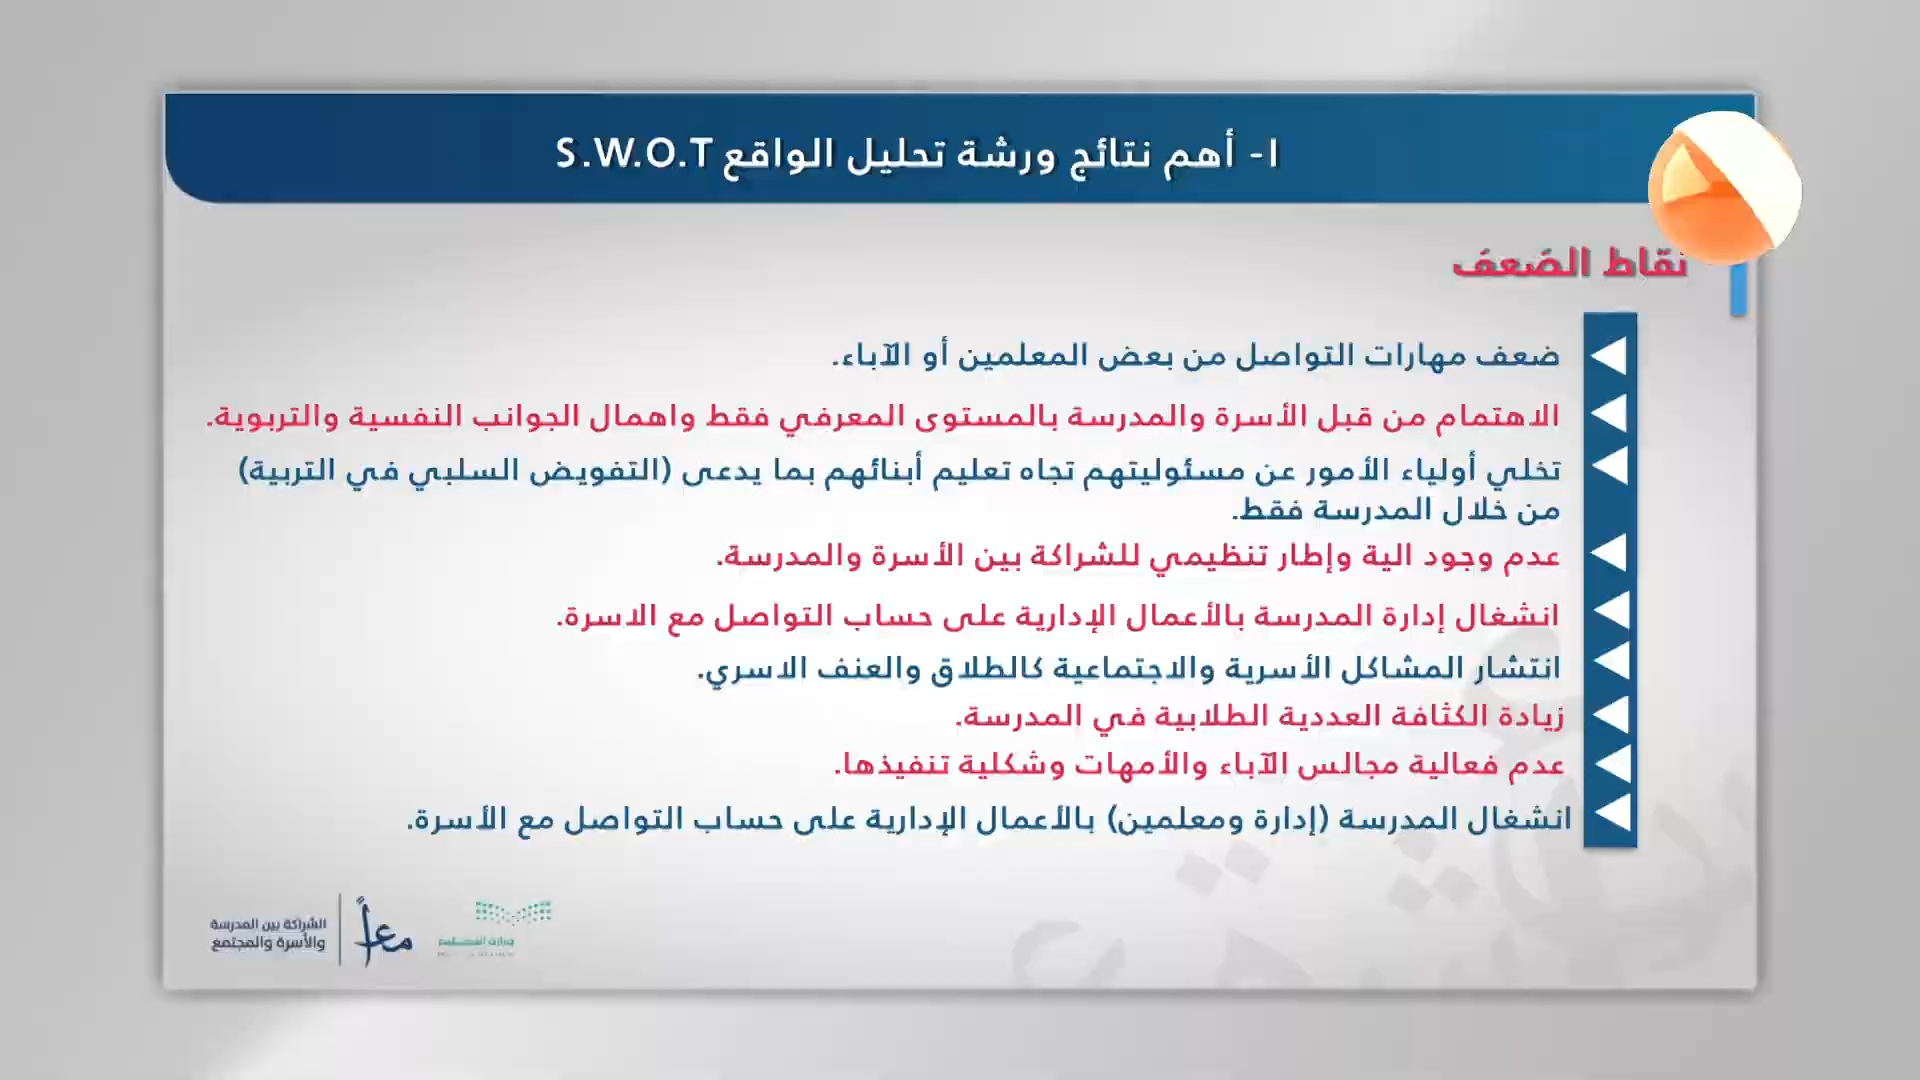 ١- أهم نتائج ورشة تحليل الواقع S.W.O.T
نقاط الضعف
ضعف مهارات التواصل من بعض المعلمين أو الآباء.
الاهتمام من قبل الأسرة والمدرسة بالمستوى المعرفي فقط واهمال الجوانب النفسية والتربوية.
تخلي أولياء الأمور عن مسئوليتهم تجاه تعليم أبنائهم بما يدعى (التفويض السلبي في التربية)
من خلال المدرسة فقط.
عدم وجود الية وإطار تنظيمي للشراكة بين الأسرة والمدرسة.
انشغال إدارة المدرسة بالأعمال الإدارية على حساب التواصل مع الاسرة.
انتشار المشاكل الأسرية والاجتماعية كالطلاق والعنف الاسري.
زيادة الكثافة العددية الطلابية في المدرسة.
عدم فعالية مجالس الآباء والأمهات وشكلية تنفيذها.
انشغال المدرسة (إدارة ومعلمين) بالأعمال الإدارية على حساب التواصل مع الأسرة.
وزارة التعليم
معاً
الشراكة بين المدرسة
والأسرة والمجتمع